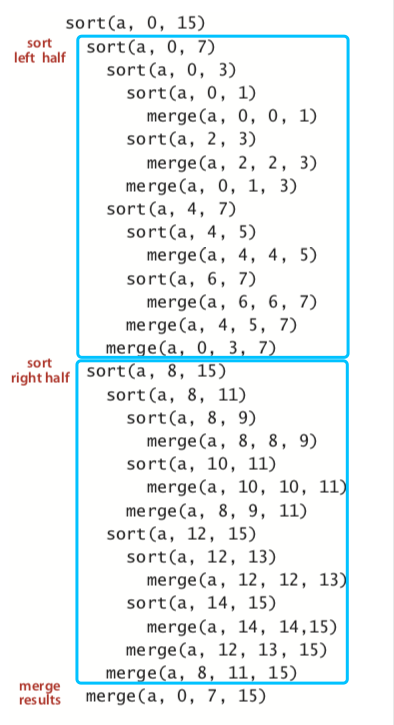 sort(a, 0, 15)
sort
left half
sort(a, 0, 7)
sort(a, 0, 3)
sort(a, 0, 1)
merge(a, 0, 0, 1)
sort(a, 2, 3)
merge(a, 2, 2, 3)
merge(a, 0, 1, 3)
sort(a, 4, 7)
sort(a, 4, 5)
merge(a, 4, 4, 5)
sort(a, 6, 7)
merge(a, 6, 6, 7)
merge(a, 4, 5, 7)
merge(a, 0, 3, 7)
sort
right half
sort(a, 8, 15)
sort(a, 8, 11)
sort(a, 8, 9)
merge(a, 8, 8, 9)
sort(a, 10, 11)
merge(a, 10, 10, 11)
merge(a, 8, 9, 11)
sort(a, 12, 15)
sort(a, 12, 13)
merge(a, 12, 12, 13)
sort(a, 14, 15)
merge(a, 14, 14,15)
merge(a, 12, 13, 15)
merge(a, 8, 11, 15)
merge
results
merge(a, 0, 7, 15)